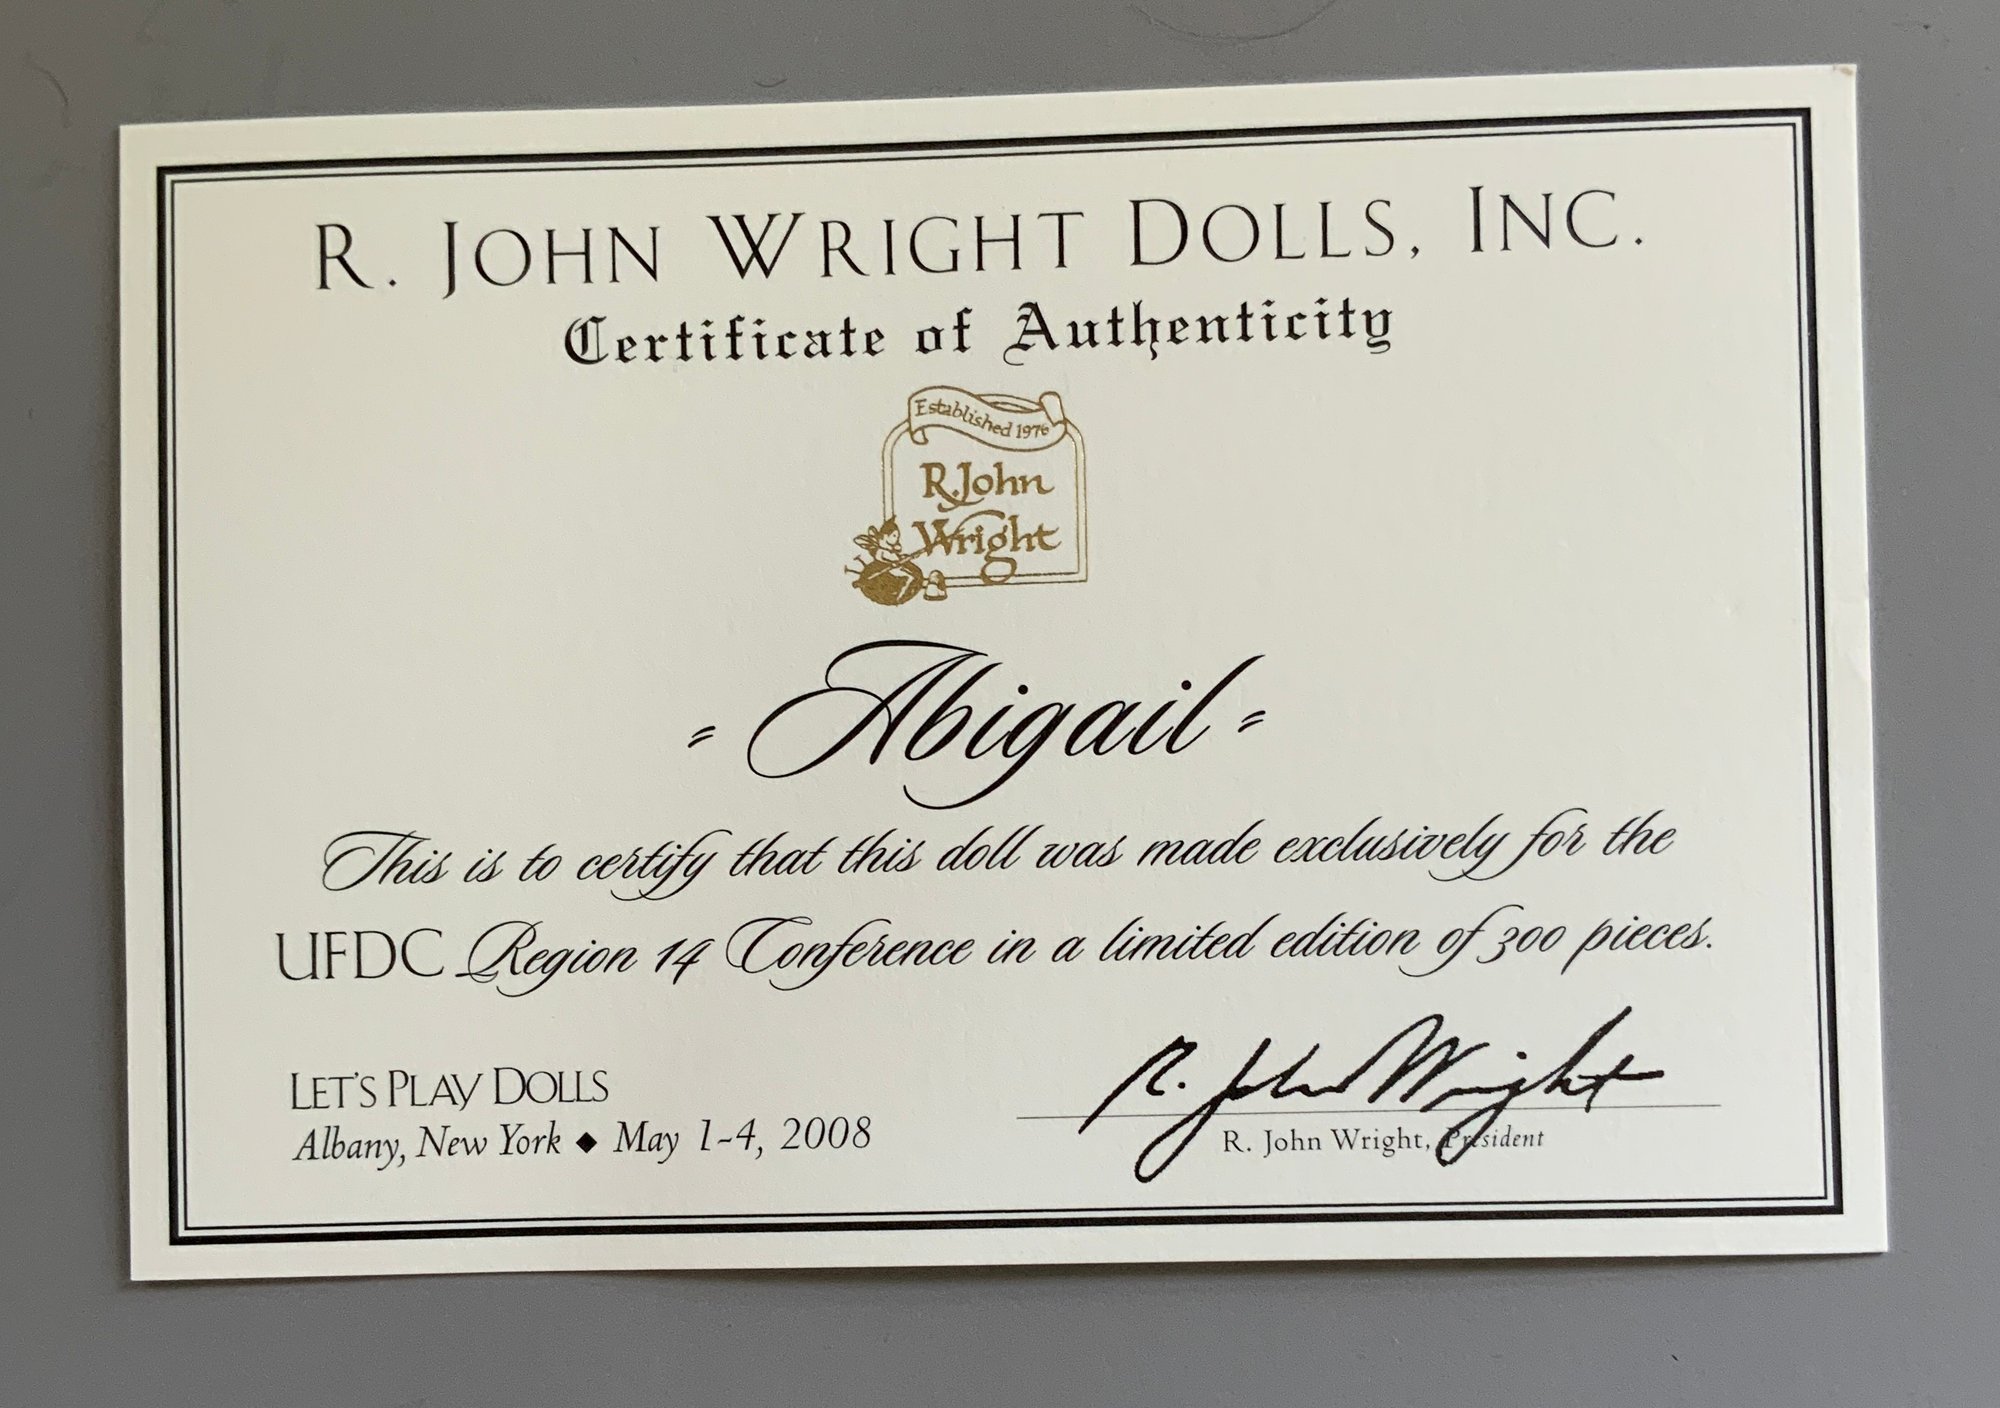 R. JOHN WRIGHT DOLLS, INC.
Certificate of Authenticity
Established 1976
R. John
Wright
Abigail
This is to certify that this doll was made exclusively for the
UFDC Region 14 Conference in a limited edition of 300 pieces.
LET'S PLAY DOLLS
Albany, New York ◆ May 1-4, 2008
R. John Wright
R. John Wright, President